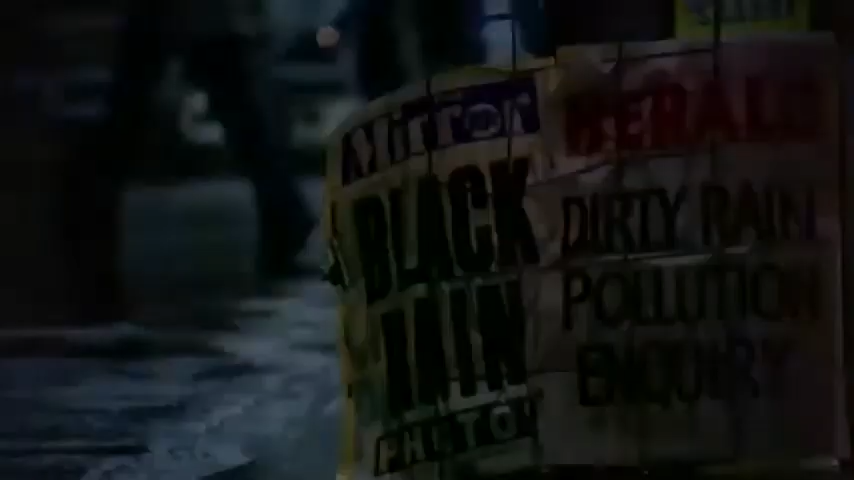 Mirror
BLACK
RAIN
PHOTO
HERALD
DIRTY RAIN
POLLUTION
ENQUIRY